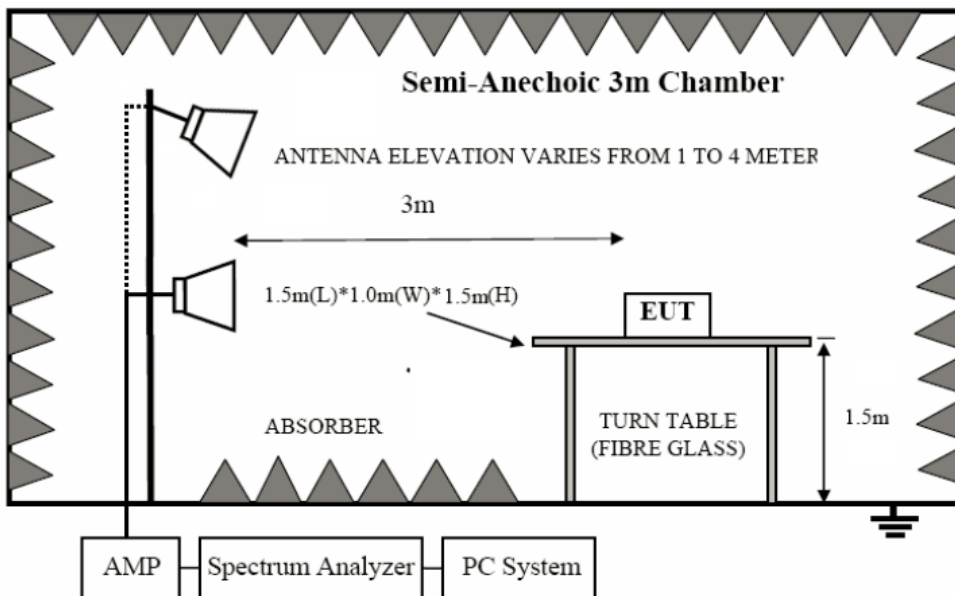 Semi-Anechoic 3m Chamber
ANTENNA ELEVATION VARIES FROM 1 TO 4 METER
3m
1.5m(L)*1.0m(W)*1.5m(H)
EUT
ABSORBER
TURN TABLE
(FIBRE GLASS)
1.5m
AMP
Spectrum Analyzer
PC System